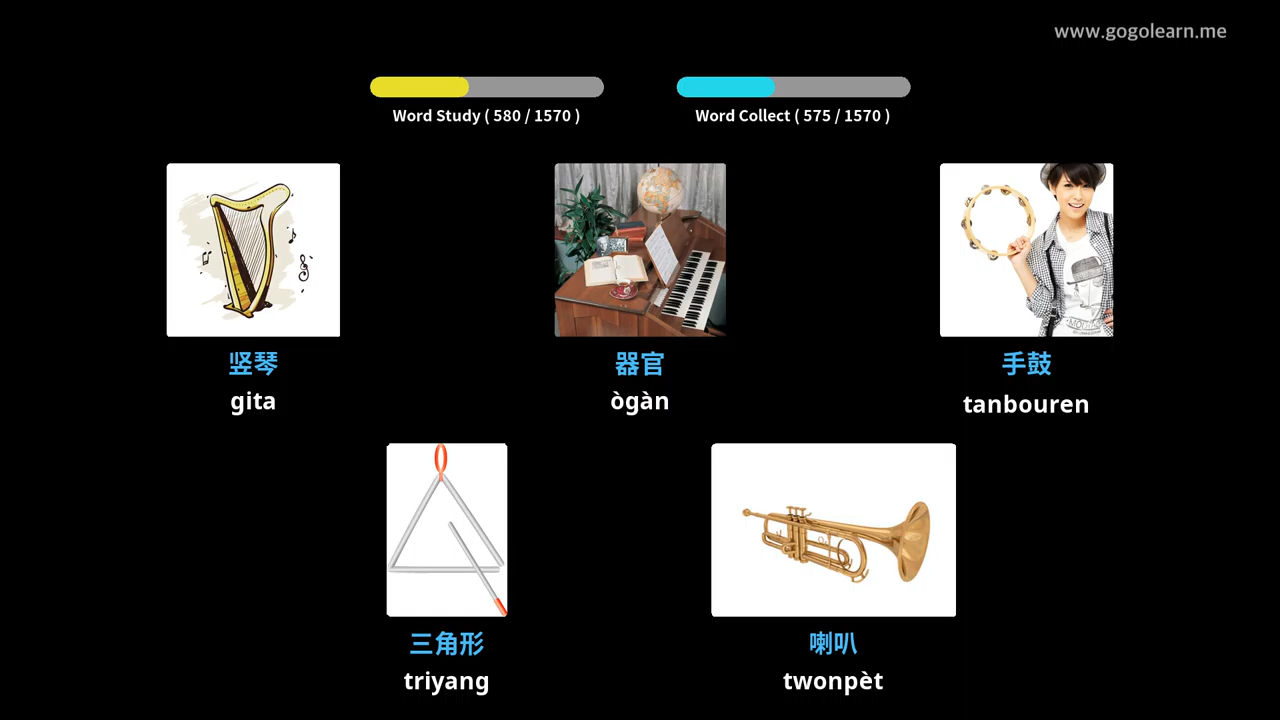 www.gogolearn.me
Word Study ( 580 / 1570 )
Word Collect ( 575 / 1570 )
竖琴
gita
器官
ògàn
手鼓
tanbouren
三角形
triyang
喇叭
twonpèt